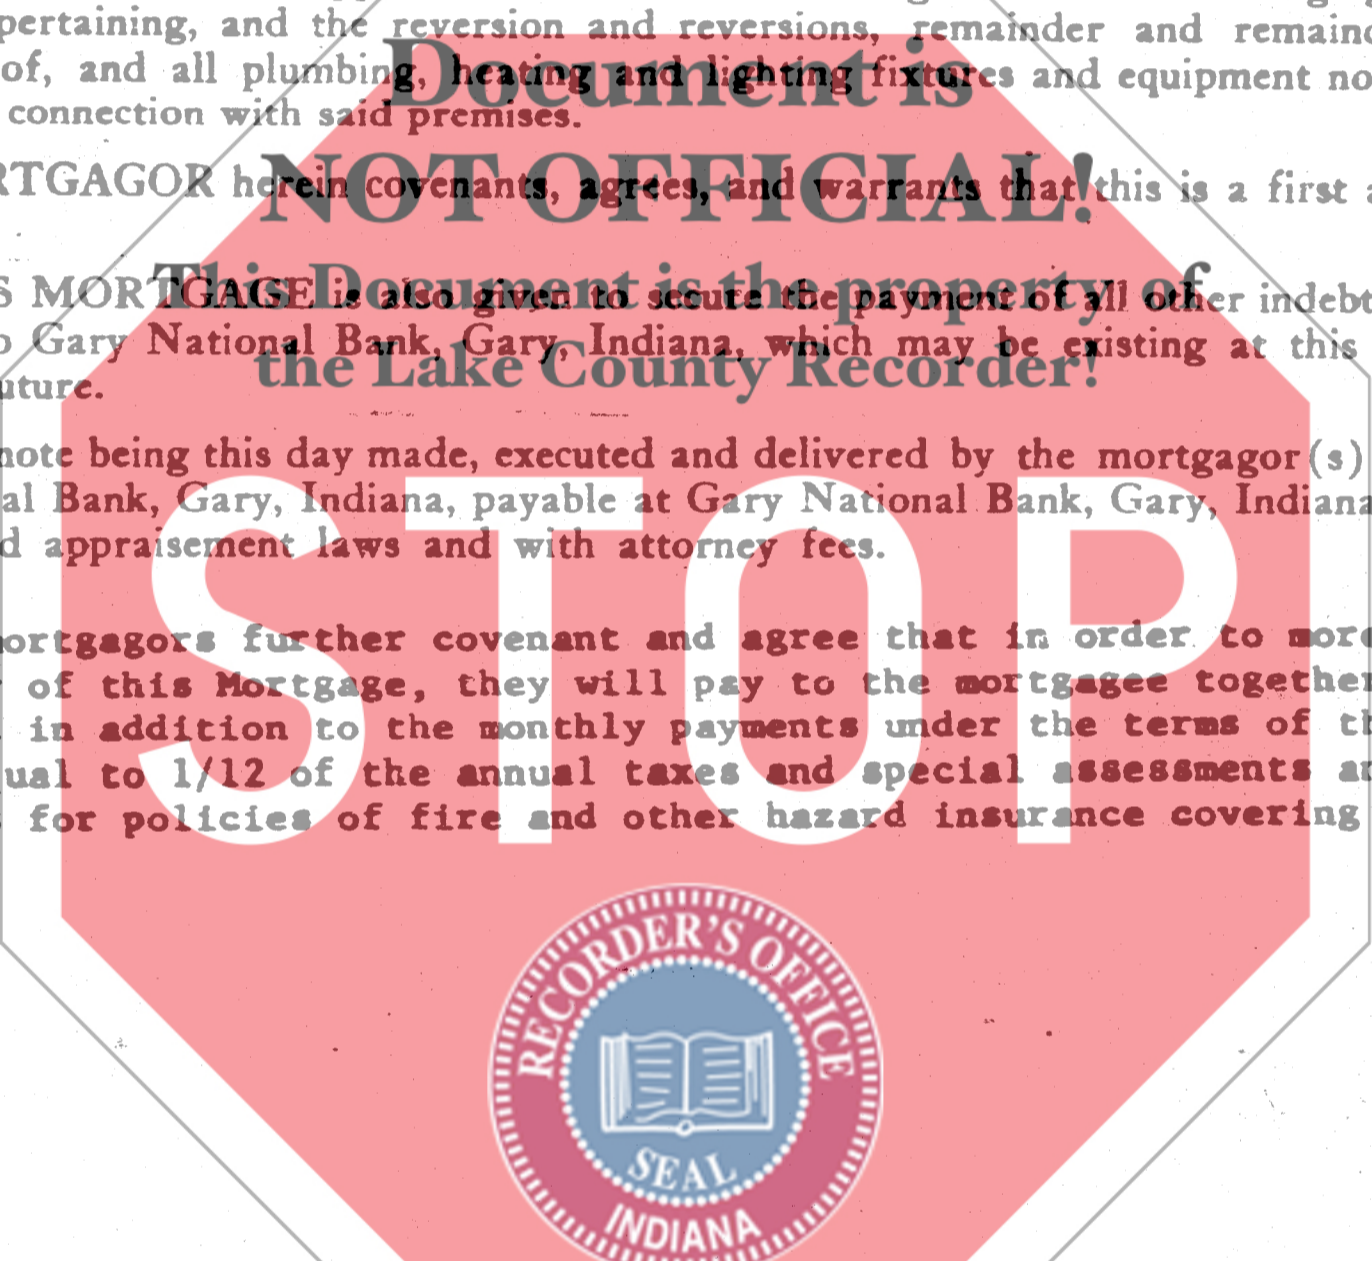 pertaining, and the reversion and reversions, remainder and remaind
of, and all plumbing, heating and lighting fixtures and equipment no
connection with said premises.
RTGAGOR herein covenants, agrees, and warrants that this is a first
S MORTGAGE is also given to secure the payment of all other indebt
o Gary National Bank, Gary, Indiana, which may be existing at this
uture.
note being this day made, executed and delivered by the mortgagor(s)
al Bank, Gary, Indiana, payable at Gary National Bank, Gary, Indiana
d appraisement laws and with attorney fees.
ortgagors further covenant and agree that in order to more
of this Mortgage, they will pay to the mortgagee together
in addition to the monthly payments under the terms of th
ual to 1/12 of the annual taxes and special assessments an
for policies of fire and other hazard insurance covering
Document is
NOT OFFICIAL!
This Document is the property of
the Lake County Recorder!
STOP
RECORDER'S OFFICE
SEAL
INDIANA